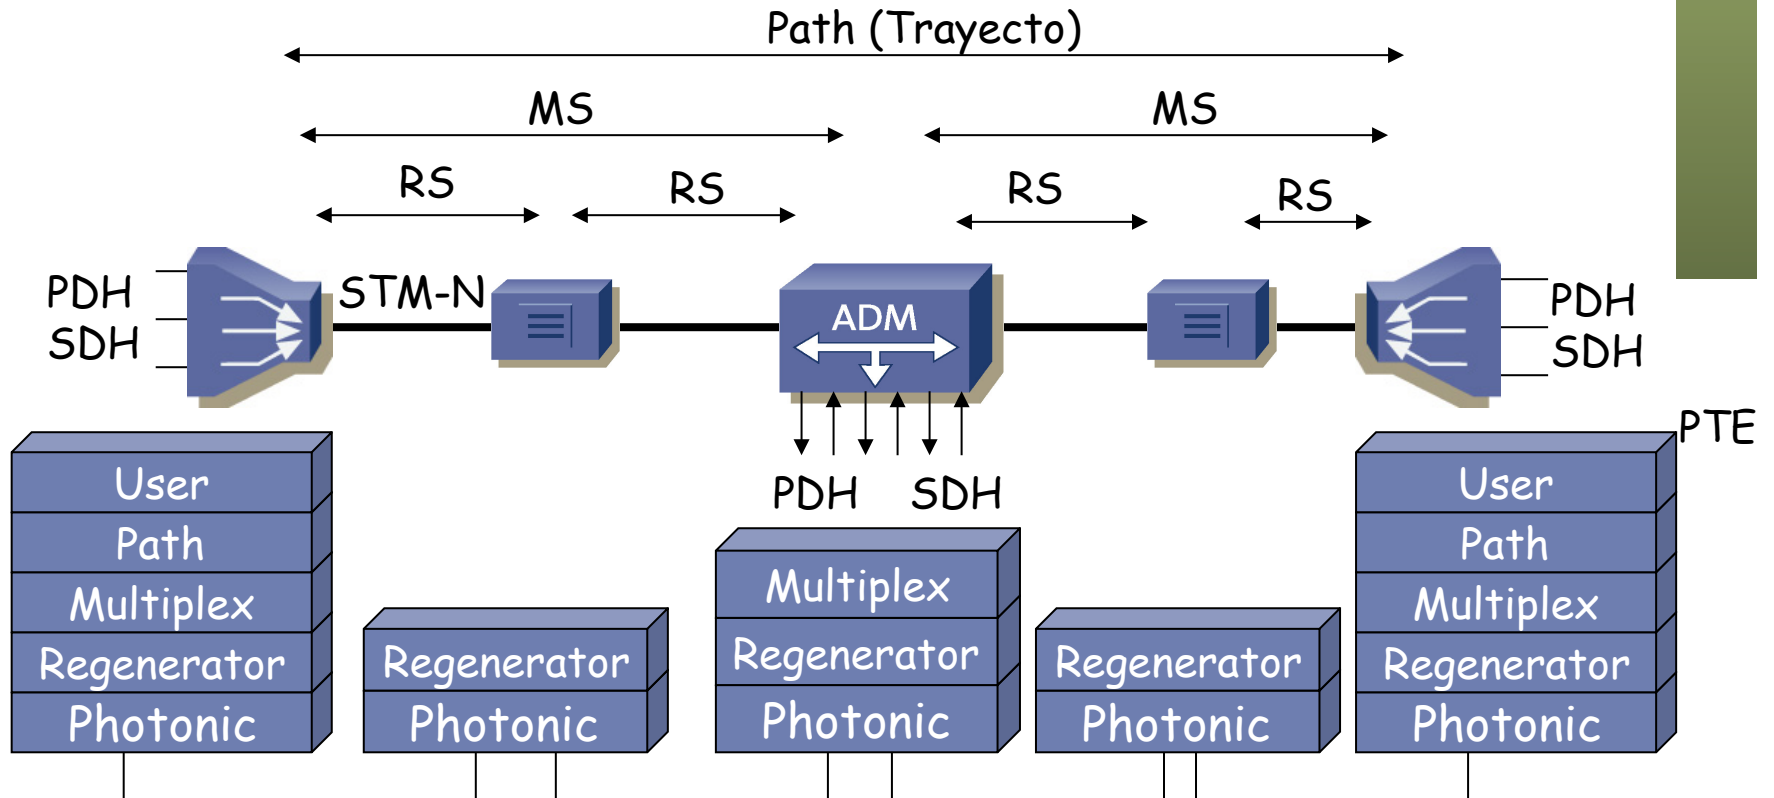 Path (Trayecto)
MS MS
RS RS RS RS
PDH STM-N ADM PDH
SDH SDH
PTE
PDH SDH
User User
Path Path
Multiplex Multiplex Multiplex
Regenerator Regenerator Regenerator Regenerator Regenerator
Photonic Photonic Photonic Photonic Photonic